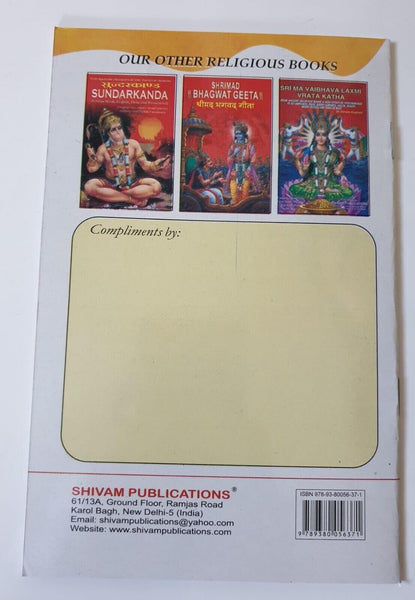 OUR OTHER RELIGIOUS BOOKS
सुन्दरकाण्ड
SUNDARKANDA
SHRIMAD
BHAGWAT GEETA
श्रीमद् भगवद् गीता
SRI MA VAIBHAVA LAXMI
VRATA KATHA
Compliments by:
SHIVAM PUBLICATIONS®
61/13A, Ground Floor, Ramjas Road
Karol Bagh, New Delhi-5 (India)
Email: shivampublications@yahoo.com
Website: www.shivampublications.com
ISBN 978-93-80056-37-1
9789380056371